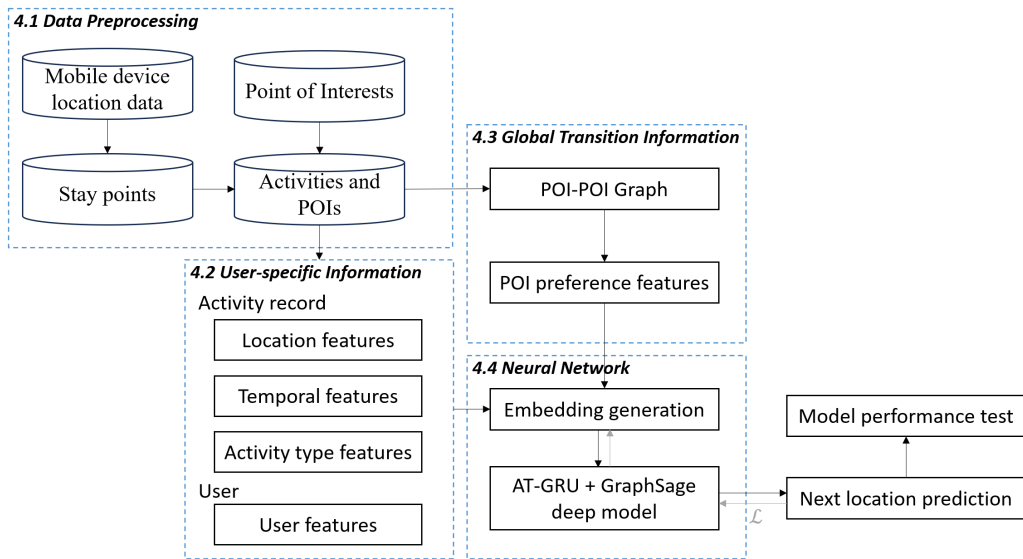 4.1 Data Preprocessing
Mobile device
location data
Point of Interests
Stay points
Activities and
POIs
4.2 User-specific Information
Activity record
Location features
Temporal features
Activity type features
User
User features
4.3 Global Transition Information
POI-POI Graph
POI preference features
4.4 Neural Network
Embedding generation
AT-GRU + GraphSage
deep model
ℒ
Model performance test
Next location prediction